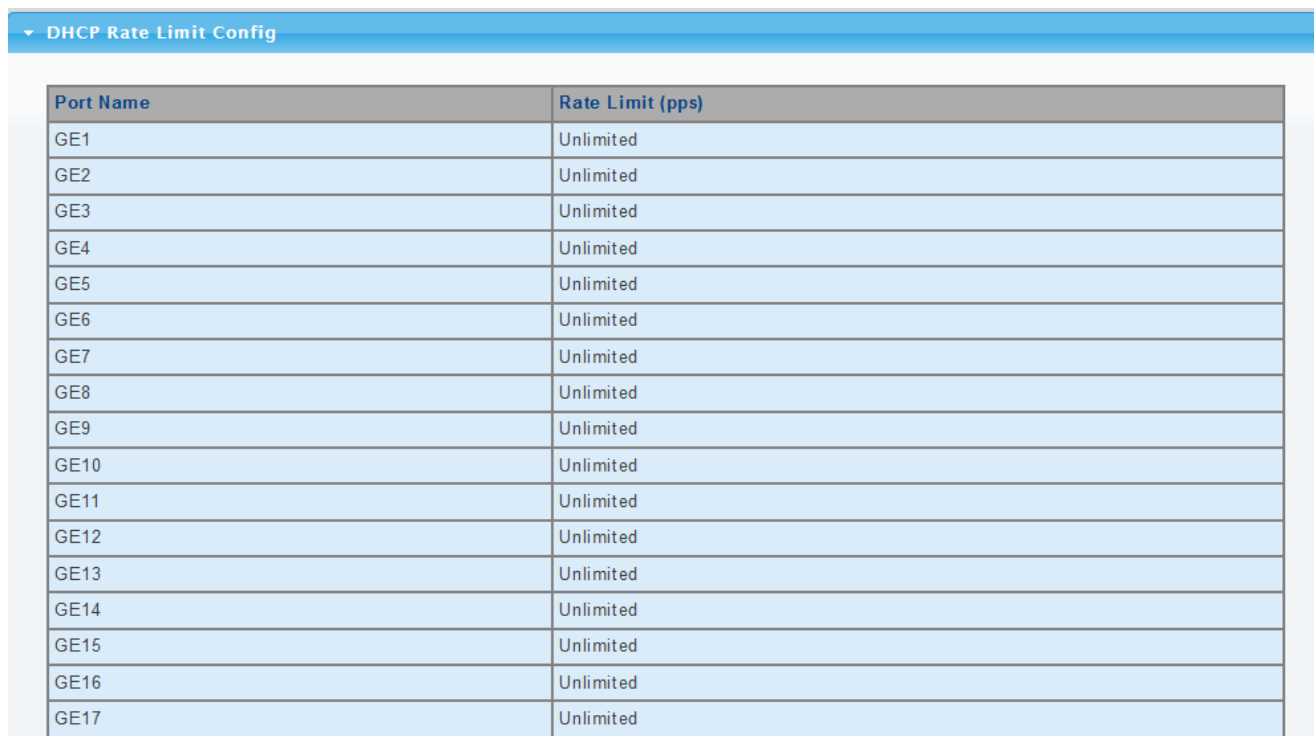 DHCP Rate Limit Config
Port Name Rate Limit (pps)
GE1 Unlimited
GE2 Unlimited
GE3 Unlimited
GE4 Unlimited
GE5 Unlimited
GE6 Unlimited
GE7 Unlimited
GE8 Unlimited
GE9 Unlimited
GE10 Unlimited
GE11 Unlimited
GE12 Unlimited
GE13 Unlimited
GE14 Unlimited
GE15 Unlimited
GE16 Unlimited
GE17 Unlimited